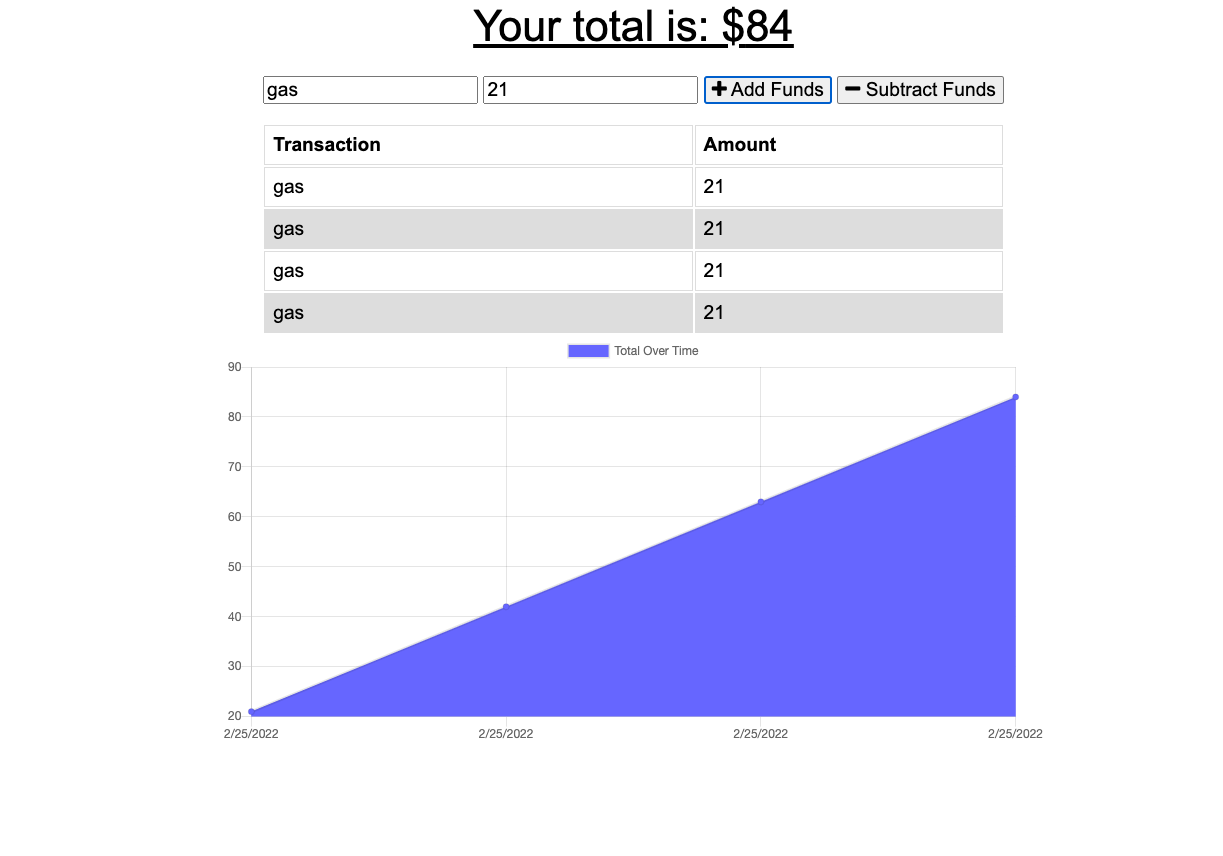 Your total is: $84
gas 21 Add Funds Subtract Funds
Transaction Amount
gas 21
gas 21
gas 21
gas 21
Total Over Time
90
80
70
60
50
40
30
20
2/25/2022 2/25/2022 2/25/2022 2/25/2022